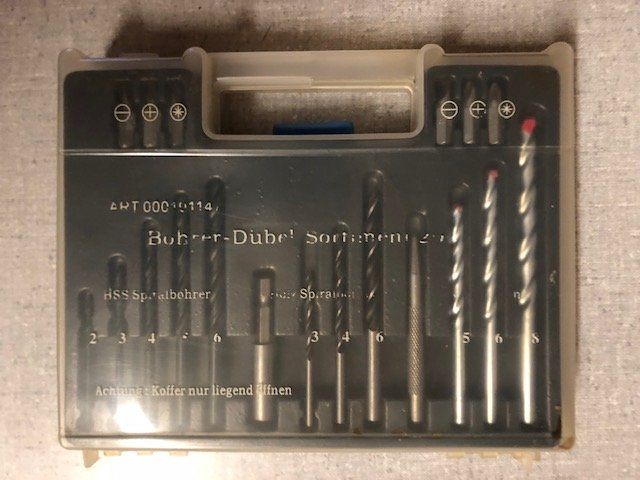 ART 00019114
Bohrer-Dübel Sortiment
HSS Spiralbohrer
2 3 4 5 6 3 4 6 5 6 8
Achtung: Koffer nur liegend öffnen